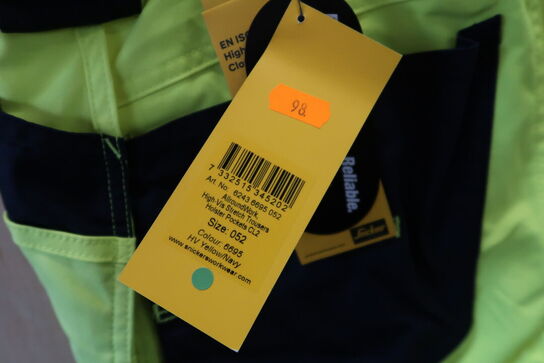 EN ISO
High
Clo
98.
7 332515 345202
Art. No. 6243 6695 052
AllroundWork,
High-Vis Stretch Trousers
Holster Pockets CL2
Size: 052
Colour: 6695
HV Yellow/Navy
www.snickersworkwear.com
Reliable.
Snickers